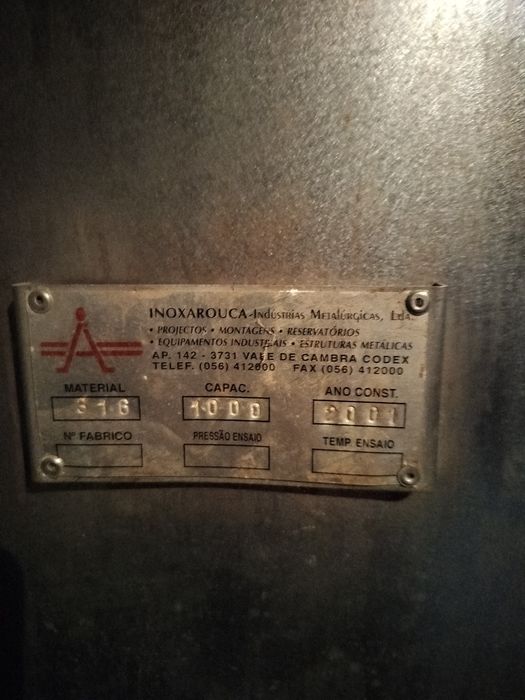 INOXAROUCA-Indústrias Metalúrgicas, Lda.
• PROJECTOS • MONTAGENS • RESERVATÓRIOS
• EQUIPAMENTOS INDUSTRIAIS • ESTRUTURAS METÁLICAS
AP. 142 - 3731 VALE DE CAMBRA CODEX
TELEF. (056) 412000 FAX (056) 412000
MATERIAL CAPAC. ANO CONST.
316 1000 2001
Nº FABRICO PRESSÃO ENSAIO TEMP. ENSAIO